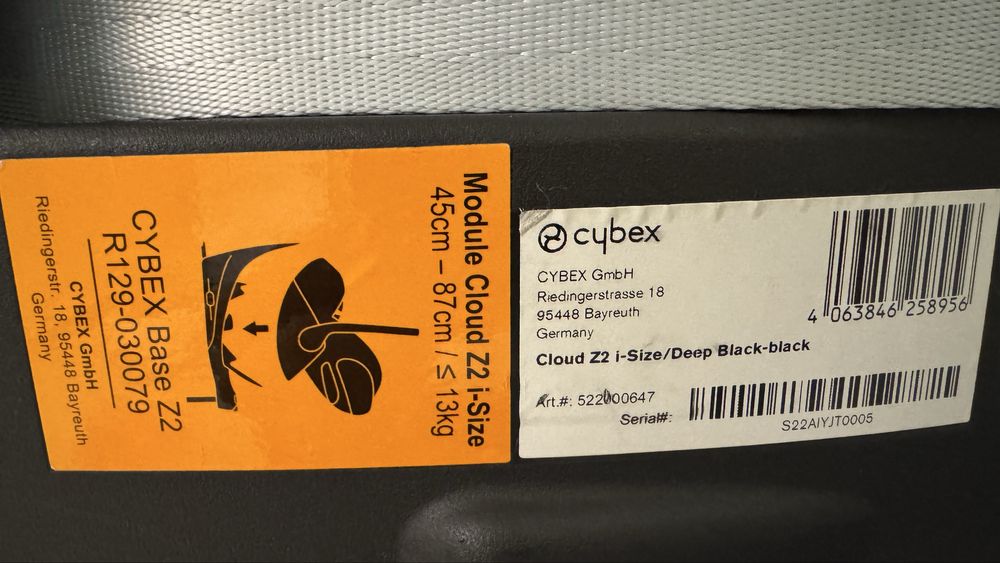 Module Cloud Z2 i-Size
45cm – 87cm / ≤ 13kg
CYBEX Base Z2
R129-030079
CYBEX GmbH
Riedingerstr. 18, 95448 Bayreuth
Germany
cybex
CYBEX GmbH
Riedingerstrasse 18
95448 Bayreuth
Germany
Cloud Z2 i-Size/Deep Black-black
Art.#: 522000647
Serial#:
S22AIYJT0005
4 063846 258956